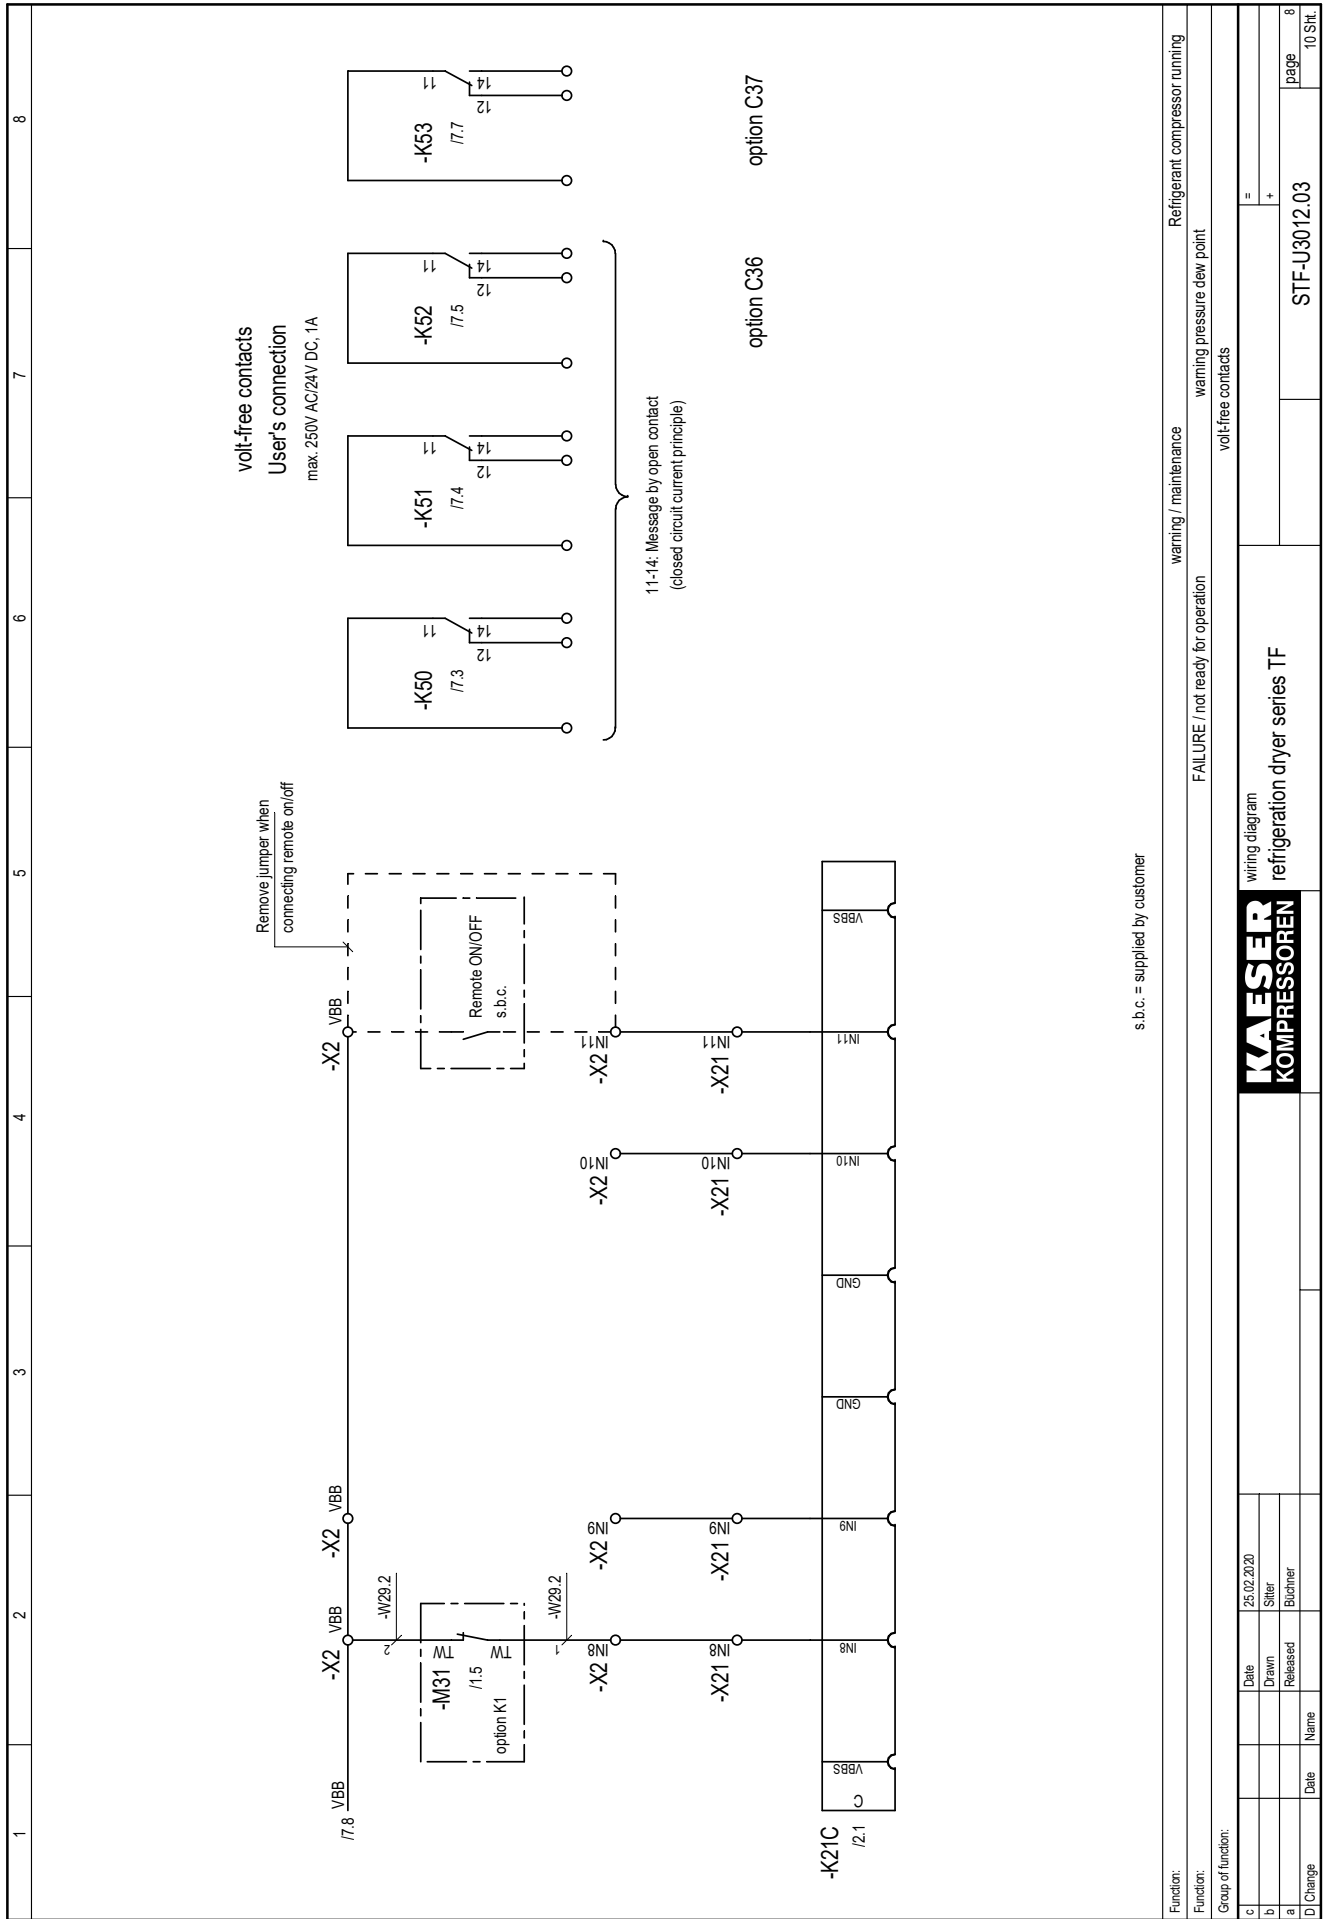 1
2
3
4
5
6
7
8
volt-free contacts
User's connection
max. 250V AC/24V DC, 1A
Remove jumper when
connecting remote on/off
/7.8
VBB
-X2 VBB
-X2 VBB
-X2 VBB
-W29.2
2
-M31
/1.5
TW
TW
option K1
-W29.2
1
Remote ON/OFF
s.b.c.
-K50
/7.3
11
12
14
-K51
/7.4
11
12
14
-K52
/7.5
11
12
14
-K53
/7.7
11
12
14
11-14: Message by open contact
(closed circuit current principle)
option C36
option C37
-X2 IN8
-X2 IN9
-X2 IN10
-X2 IN11
-X21 IN8
-X21 IN9
-X21 IN10
-X21 IN11
-K21C
/2.1
C
VBBS
IN8
IN9
GND
GND
IN10
IN11
VBBS
s.b.c. = supplied by customer
Function:
warning / maintenance
Refrigerant compressor running
Function:
FAILURE / not ready for operation
warning pressure dew point
Group of function:
volt-free contacts
c
Date
25.02.2020
b
Drawn
Sitter
a
Released
Büchner
D
Change
Date
Name
KAESER
KOMPRESSOREN
wiring diagram
refrigeration dryer series TF
=
+
STF-U3012.03
page
8
10 Sht.